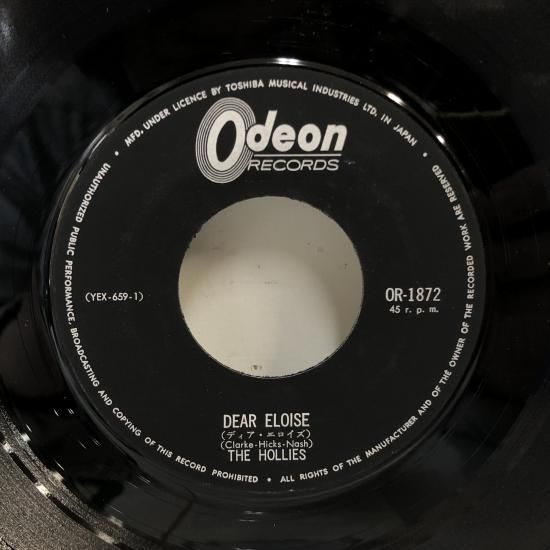 • MFD. UNDER LICENCE BY TOSHIBA MUSICAL INDUSTRIES LTD. IN JAPAN •
Odeon
RECORDS
(YEX-659-1)
OR-1872
45 r. p. m.
DEAR ELOISE
(ディア・エロイズ)
(Clarke-Hicks-Nash)
THE HOLLIES
UNAUTHORIZED PUBLIC PERFORMANCE, BROADCASTING AND COPYING OF THIS RECORD PROHIBITED • ALL RIGHTS OF THE MANUFACTURER AND OF THE OWNER OF THE RECORDED WORK ARE RESERVED